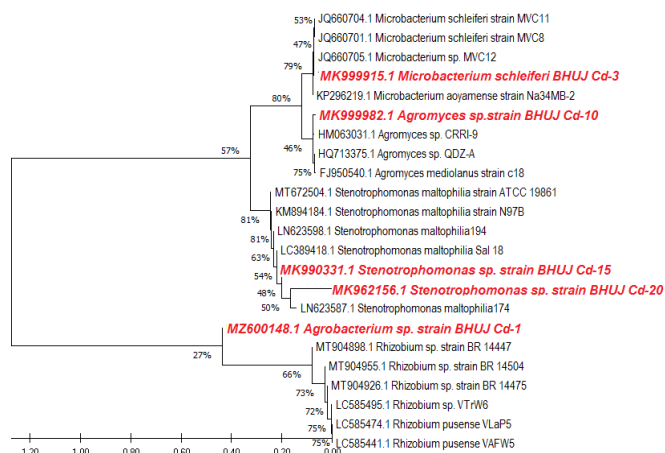 53%
JQ660704.1 Microbacterium schleiferi strain MVC11
JQ660701.1 Microbacterium schleiferi strain MVC8
47%
JQ660705.1 Microbacterium sp. MVC12
79%
MK999915.1 Microbacterium schleiferi BHUJ Cd-3
KP296219.1 Microbacterium aoyamense strain Na34MB-2
80%
MK999982.1 Agromyces sp.strain BHUJ Cd-10
HM063031.1 Agromyces sp. CRRI-9
46%
HQ713375.1 Agromyces sp. QDZ-A
57%
75%
FJ950540.1 Agromyces mediolanus strain c18
MT672504.1 Stenotrophomonas maltophilia strain ATCC 19861
81%
KM894184.1 Stenotrophomonas maltophilia strain N97B
LN623598.1 Stenotrophomonas maltophilia194
81%
LC389418.1 Stenotrophomonas maltophilia Sal 18
63%
MK990331.1 Stenotrophomonas sp. strain BHUJ Cd-15
54%
MK962156.1 Stenotrophomonas sp. strain BHUJ Cd-20
48%
50%
LN623587.1 Stenotrophomonas maltophilia174
MZ600148.1 Agrobacterium sp. strain BHUJ Cd-1
27%
MT904898.1 Rhizobium sp. strain BR 14447
66%
MT904955.1 Rhizobium sp. strain BR 14504
73%
MT904926.1 Rhizobium sp. strain BR 14475
72%
LC585495.1 Rhizobium sp. VTrW6
75%
LC585474.1 Rhizobium pusense VLaP5
75%
LC585441.1 Rhizobium pusense VAFW5
1.20 1.00 0.80 0.60 0.40 0.20 0.00